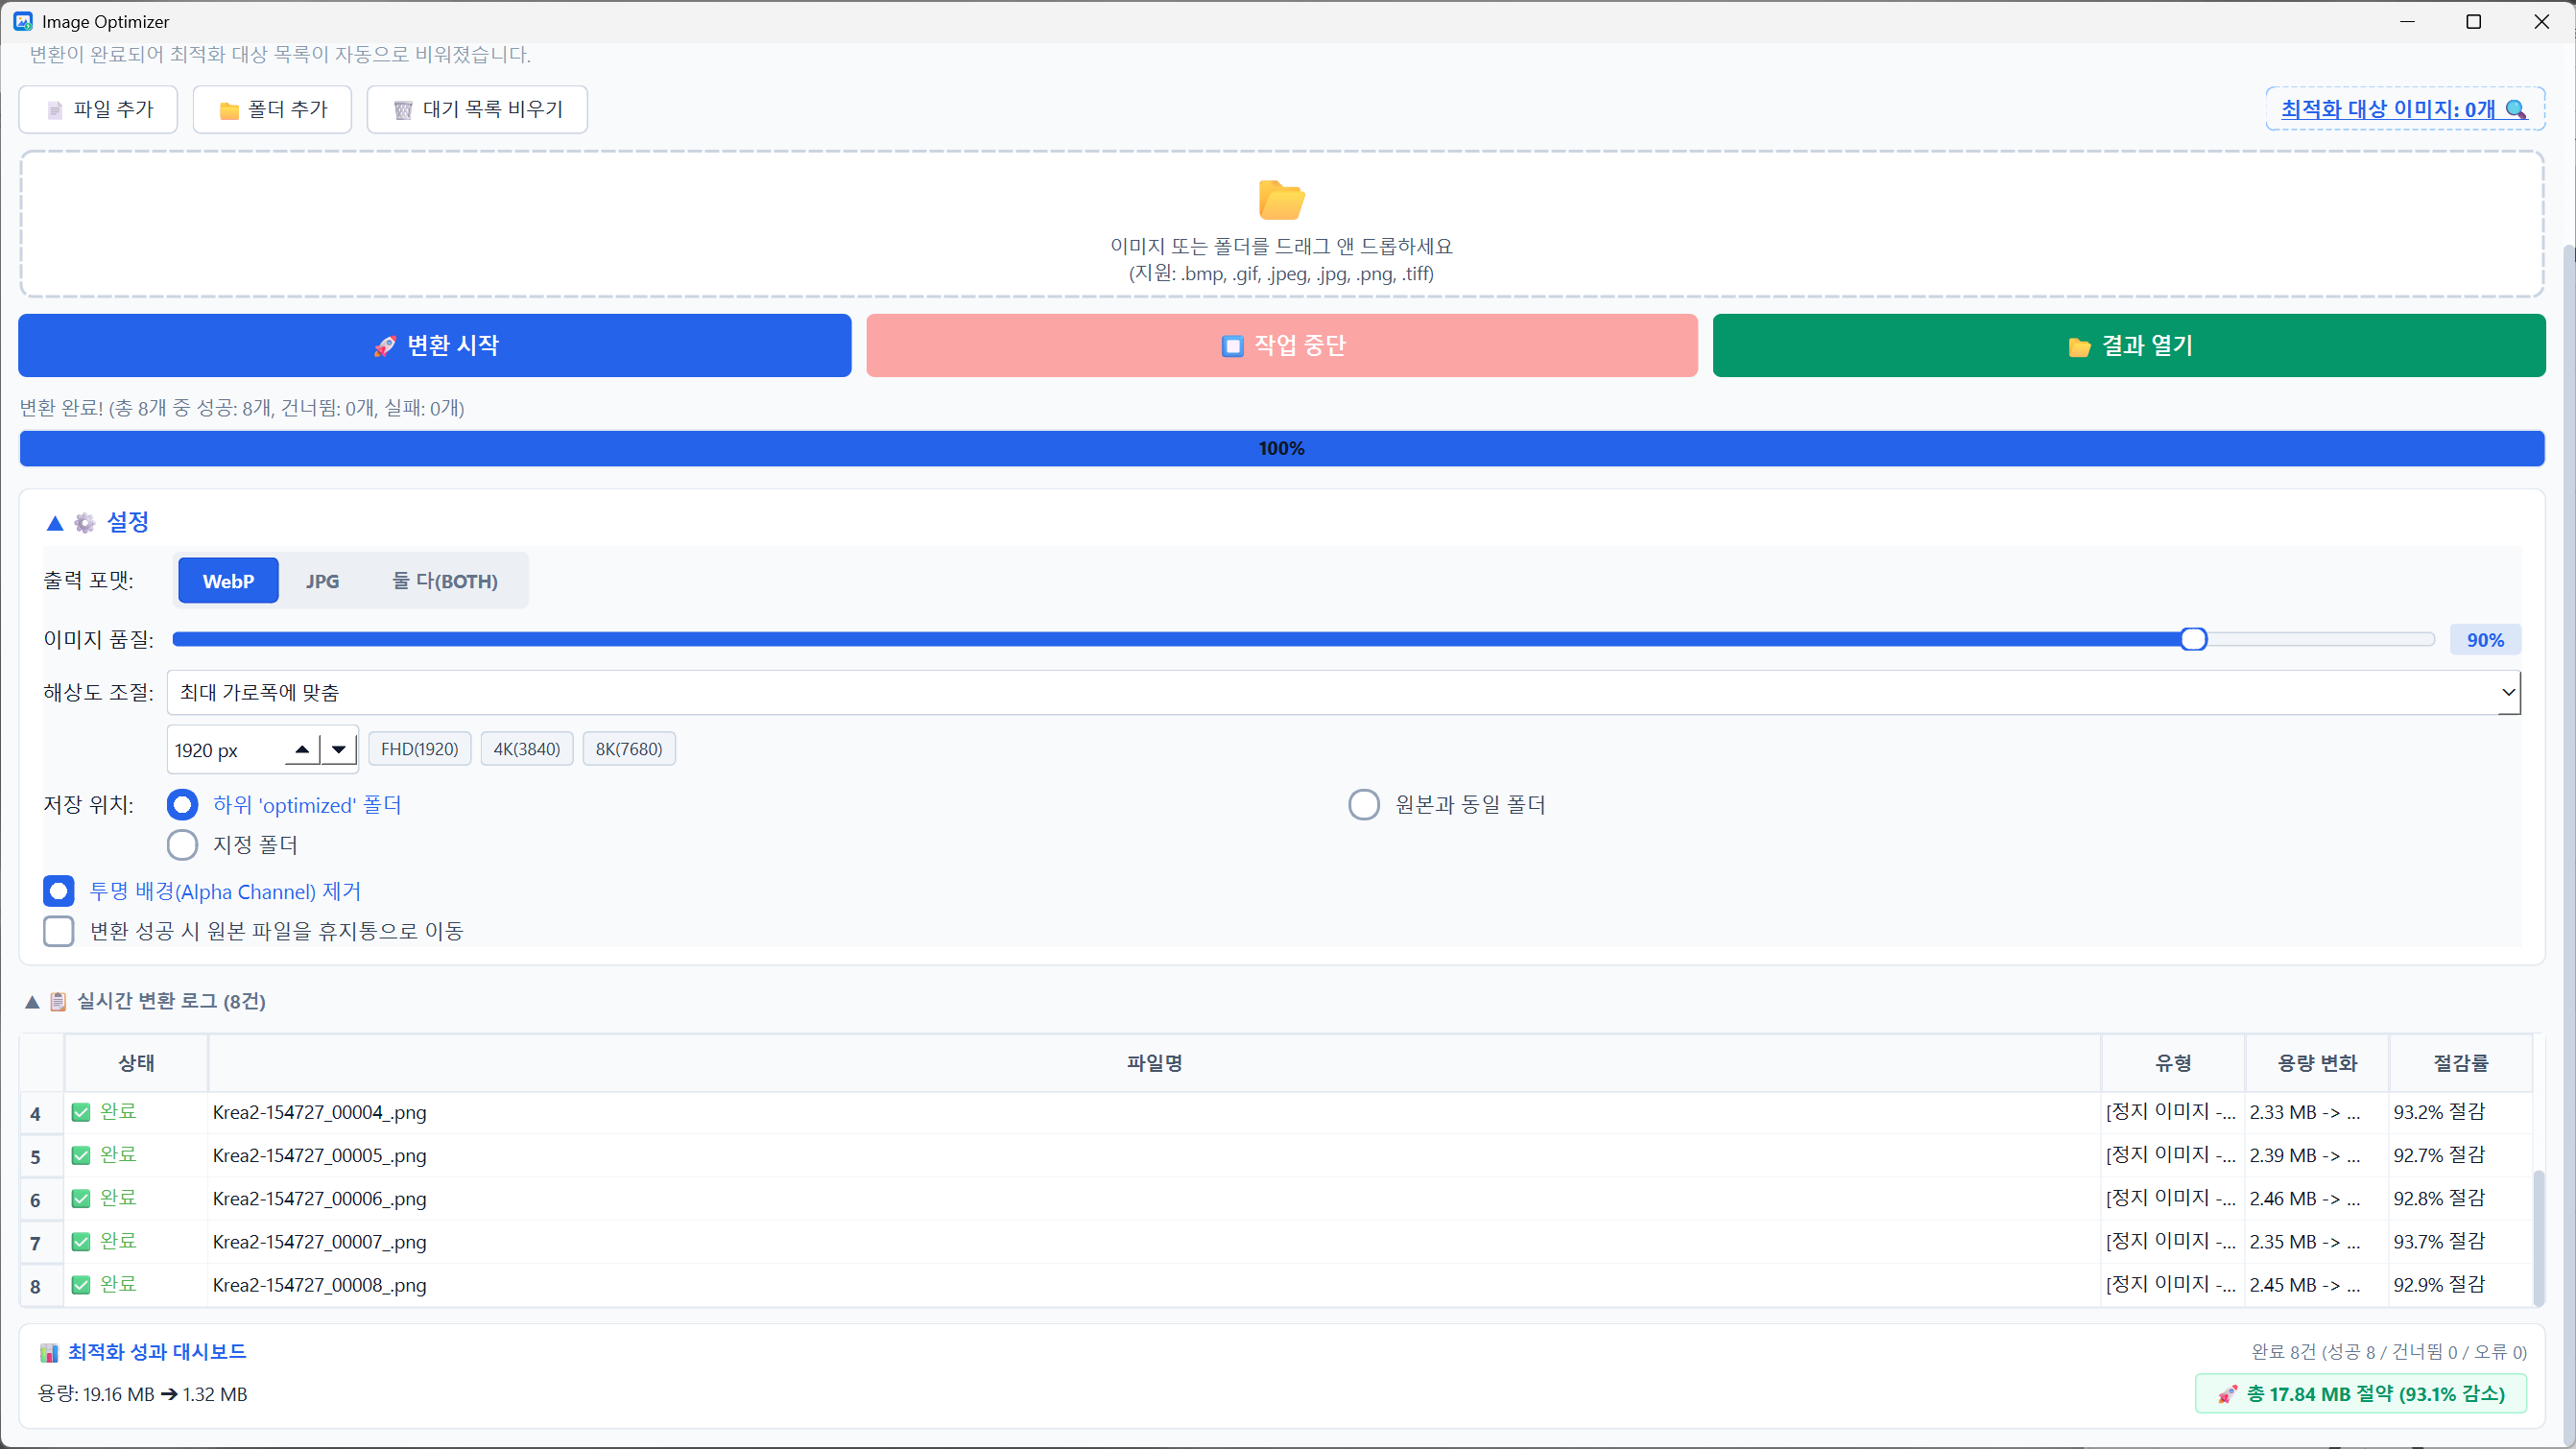 Image Optimizer
변환이 완료되어 최적화 대상 목록이 자동으로 비워졌습니다.
파일 추가
폴더 추가
대기 목록 비우기
최적화 대상 이미지: 0개
이미지 또는 폴더를 드래그 앤 드롭하세요
(지원: .bmp, .gif, .jpeg, .jpg, .png, .tiff)
변환 시작
작업 중단
결과 열기
변환 완료! (총 8개 중 성공: 8개, 건너뜀: 0개, 실패: 0개)
100%
▲ 설정
출력 포맷: WebP JPG 둘 다(BOTH)
이미지 품질: 90%
해상도 조절: 최대 가로폭에 맞춤
1920 px FHD(1920) 4K(3840) 8K(7680)
저장 위치: 하위 'optimized' 폴더 원본과 동일 폴더
지정 폴더
투명 배경(Alpha Channel) 제거
변환 성공 시 원본 파일을 휴지통으로 이동
▲ 실시간 변환 로그 (8건)
상태 파일명 유형 용량 변화 절감률
4 완료 Krea2-154727_00004_.png [정지 이미지 -... 2.33 MB -> ... 93.2% 절감
5 완료 Krea2-154727_00005_.png [정지 이미지 -... 2.39 MB -> ... 92.7% 절감
6 완료 Krea2-154727_00006_.png [정지 이미지 -... 2.46 MB -> ... 92.8% 절감
7 완료 Krea2-154727_00007_.png [정지 이미지 -... 2.35 MB -> ... 93.7% 절감
8 완료 Krea2-154727_00008_.png [정지 이미지 -... 2.45 MB -> ... 92.9% 절감
최적화 성과 대시보드
완료 8건 (성공 8 / 건너뜀 0 / 오류 0)
용량: 19.16 MB ➔ 1.32 MB
총 17.84 MB 절약 (93.1% 감소)